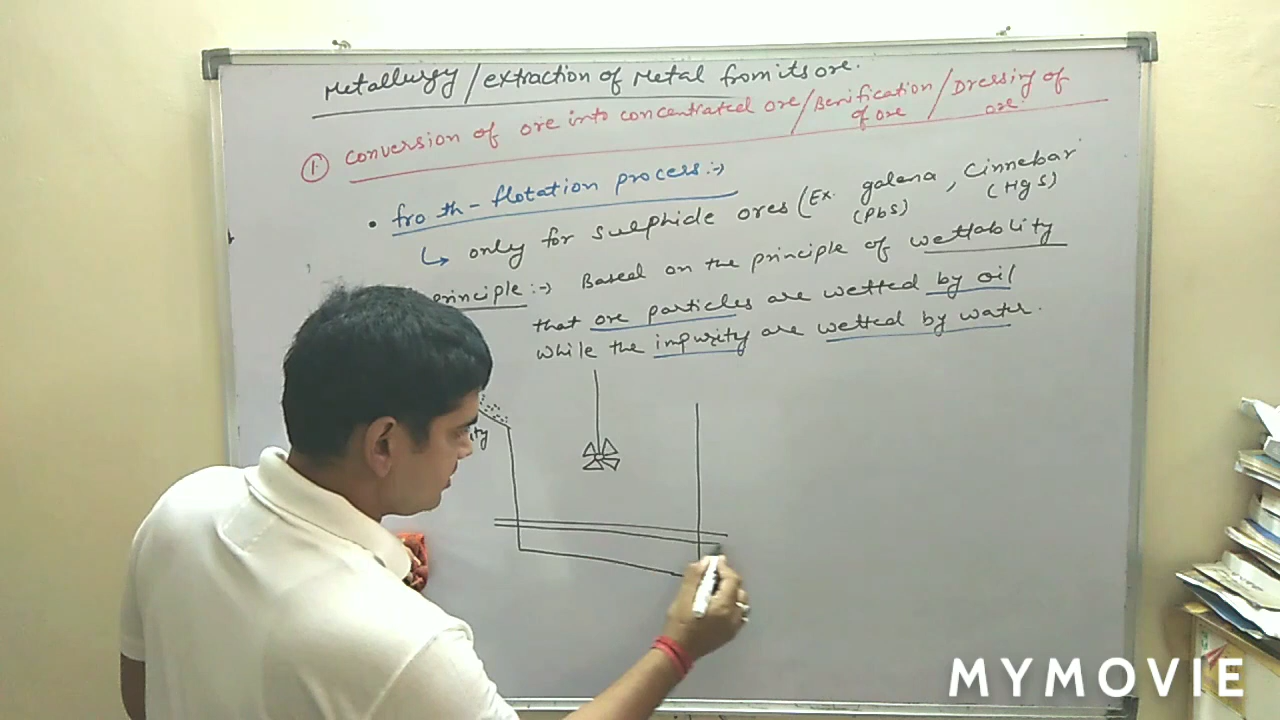 Metallurgy / extraction of Metal from its ore.
① conversion of ore into concentrated ore / Benification of ore / Dressing of ore.
• froth-flotation process:→
↳ only for sulphide ores (Ex. galena, Cinnebar
(PbS) (HgS)
principle:→ Based on the principle of wettability
that ore particles are wetted by oil
while the impurity are wetted by water.
MYMOVIE